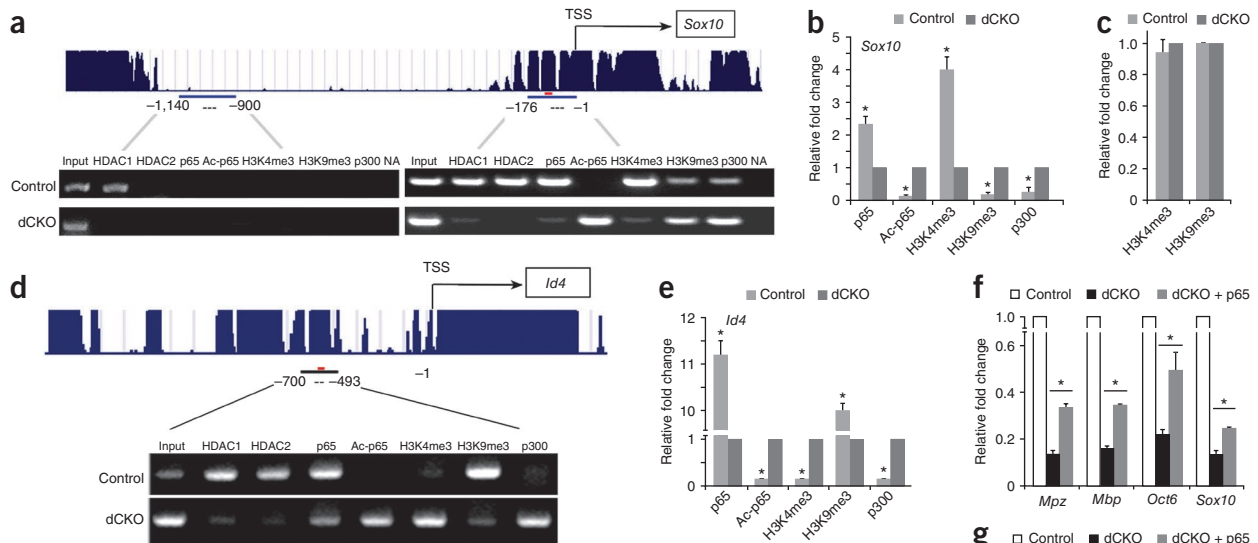 a
TSS
Sox10
−1,140 --- −900
−176 --- −1
Input HDAC1 HDAC2 p65 Ac-p65 H3K4me3 H3K9me3 p300 NA
Input HDAC1 HDAC2 p65 Ac-p65 H3K4me3 H3K9me3 p300 NA
Control
dCKO
b
Control dCKO
Sox10
Relative fold change
5
4
3
2
1
0
* * * * *
p65 Ac-p65 H3K4me3 H3K9me3 p300
c
Control dCKO
Relative fold change
1.0
0.8
0.6
0.4
0.2
0
H3K4me3 H3K9me3
d
TSS
Id4
−700 -- −493
−1
Input HDAC1 HDAC2 p65 Ac-p65 H3K4me3 H3K9me3 p300
Control
dCKO
e
Control dCKO
Id4
Relative fold change
12
11
10
1
0
* * * * *
p65 Ac-p65 H3K4me3 H3K9me3 p300
f
Control dCKO dCKO + p65
Relative fold change
1.0
0.6
0.4
0.2
0
* * * *
Mpz Mbp Oct6 Sox10
g
Control dCKO dCKO + p65